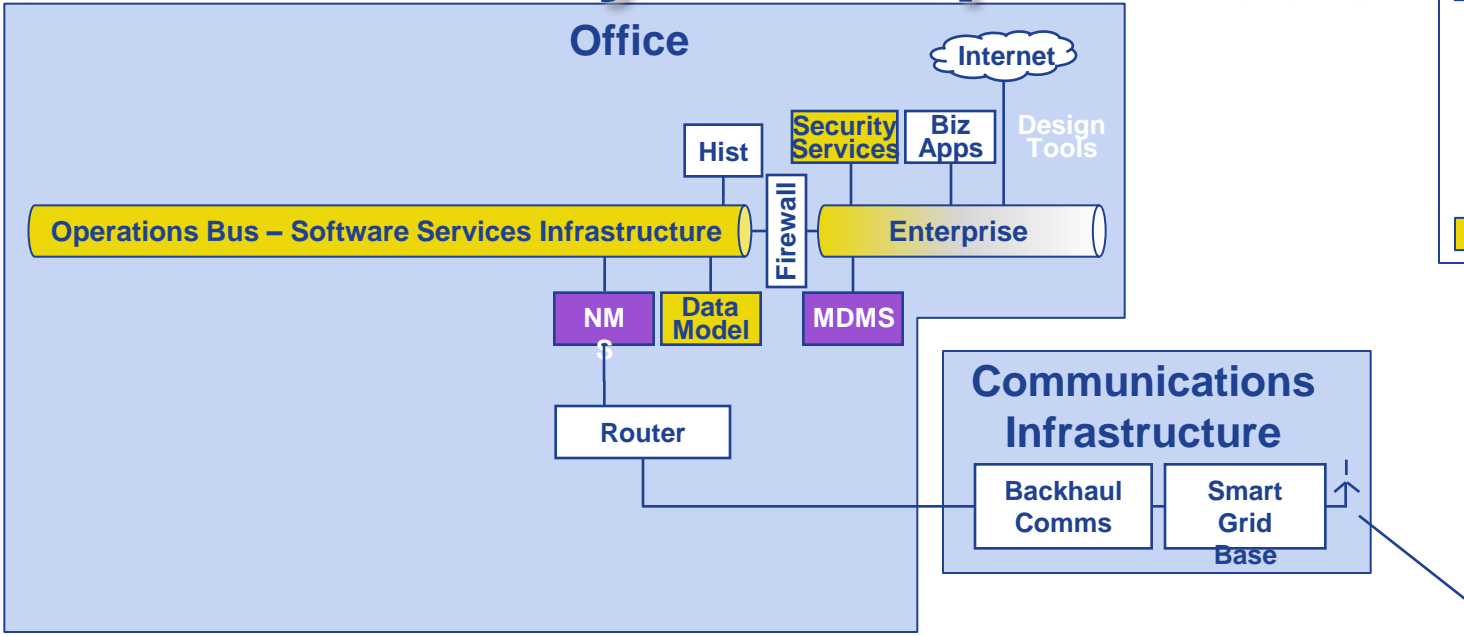 Office
Internet
Security
Services
Biz
Apps
Design
Tools
Hist
Firewall
Operations Bus – Software Services Infrastructure
Enterprise
NM
S
Data
Model
MDMS
Communications
Infrastructure
Router
Backhaul
Comms
Smart
Grid
Base